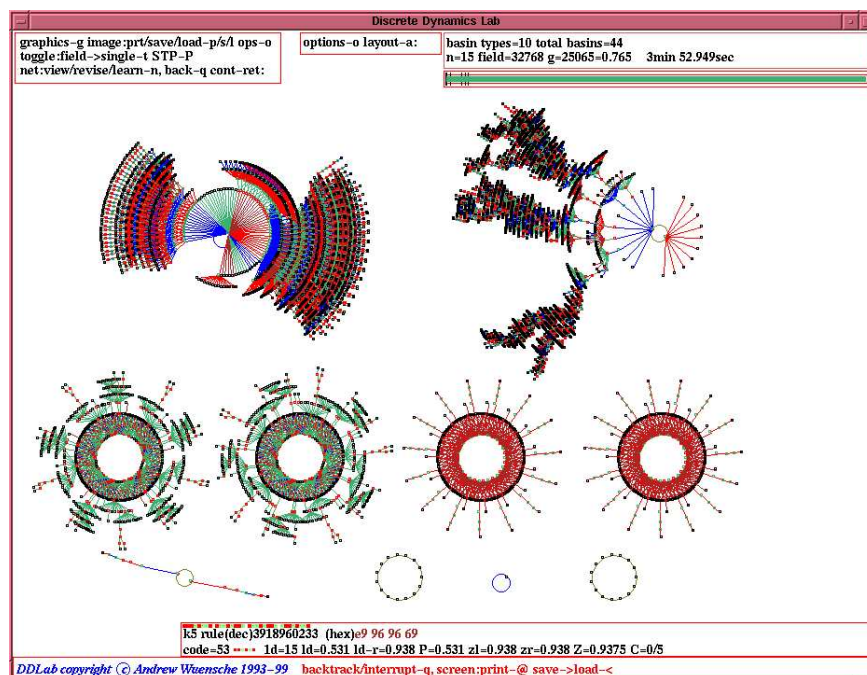 Discrete Dynamics Lab
graphics-g image:prt/save/load-p/s/l ops-o
toggle:field->single-t STP-P
net:view/revise/learn-n, back-q cont-ret:
options-o layout-a:
basin types=10 total basins=44
n=15 field=32768 g=25065=0.765 3min 52.949sec
k5 rule(dec)3918960233 (hex)e9 96 96 69
code=53 1d=15 ld=0.531 ld-r=0.938 P=0.531 zl=0.938 zr=0.938 Z=0.9375 C=0/5
DDLab copyright (c) Andrew Wuensche 1993-99 backtrack/interrupt-q, screen:print-@ save->load-<